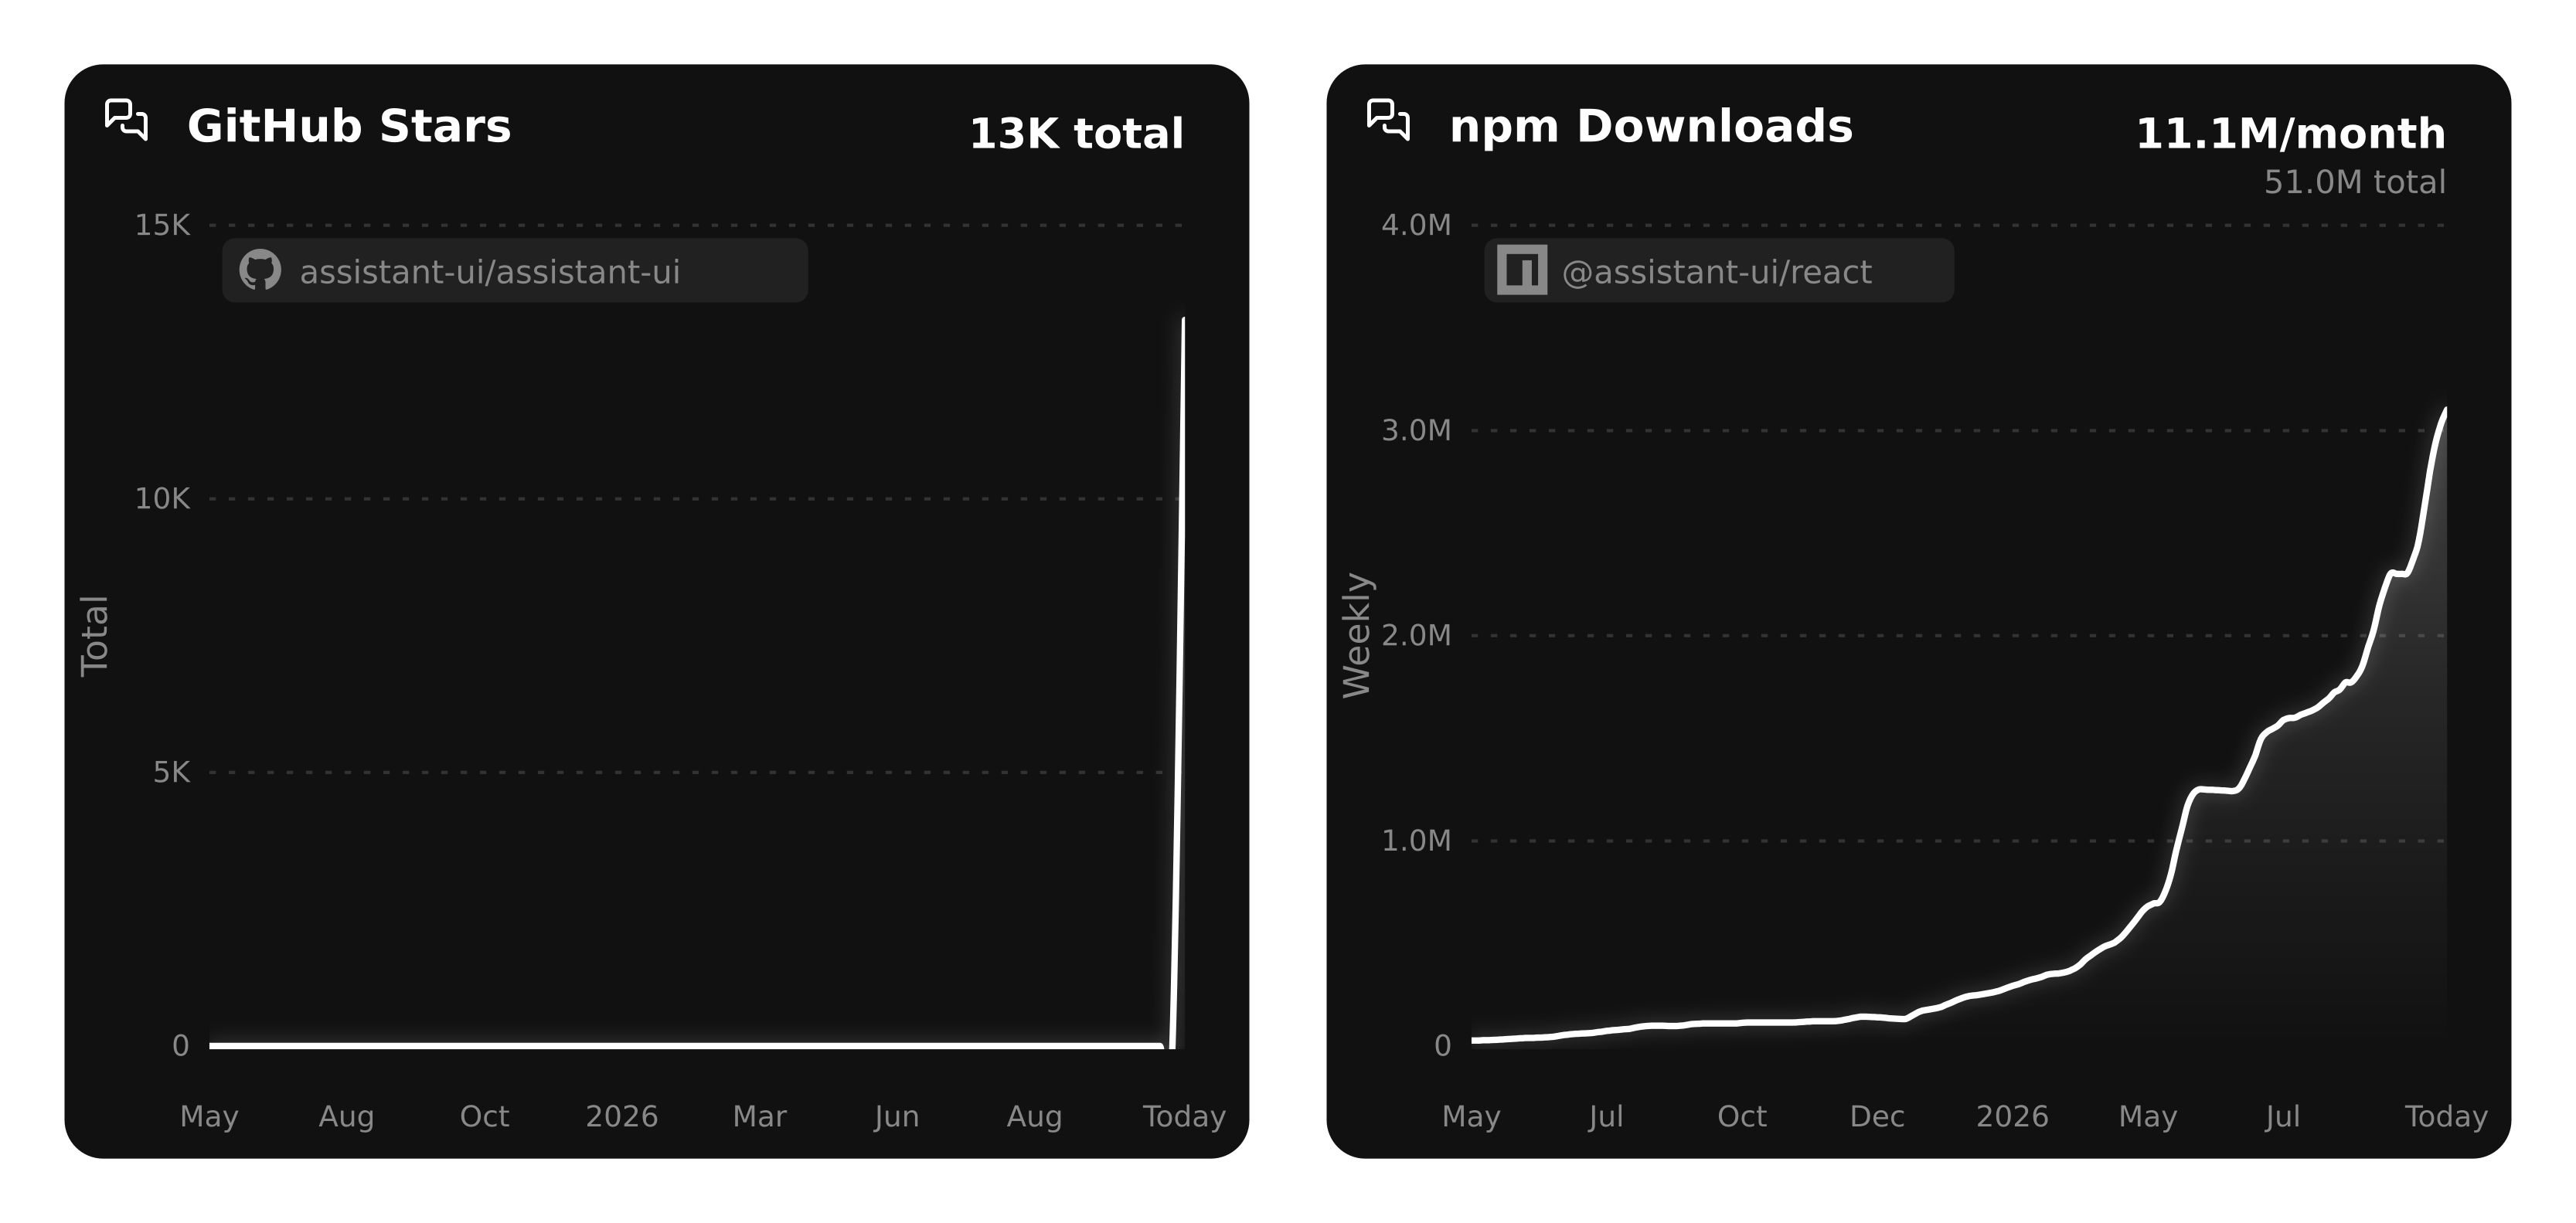 GitHub Stars
13K total
15K
assistant-ui/assistant-ui
10K
Total
5K
0
May Aug Oct 2026 Mar Jun Aug Today
npm Downloads
11.1M/month
51.0M total
4.0M
@assistant-ui/react
3.0M
Weekly
2.0M
1.0M
0
May Jul Oct Dec 2026 May Jul Today